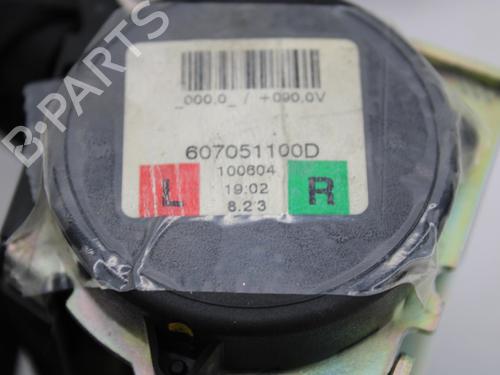 _000,0_ / +090,0V
607051100D
100604
L
19:02
R
8.23
B-PARTS